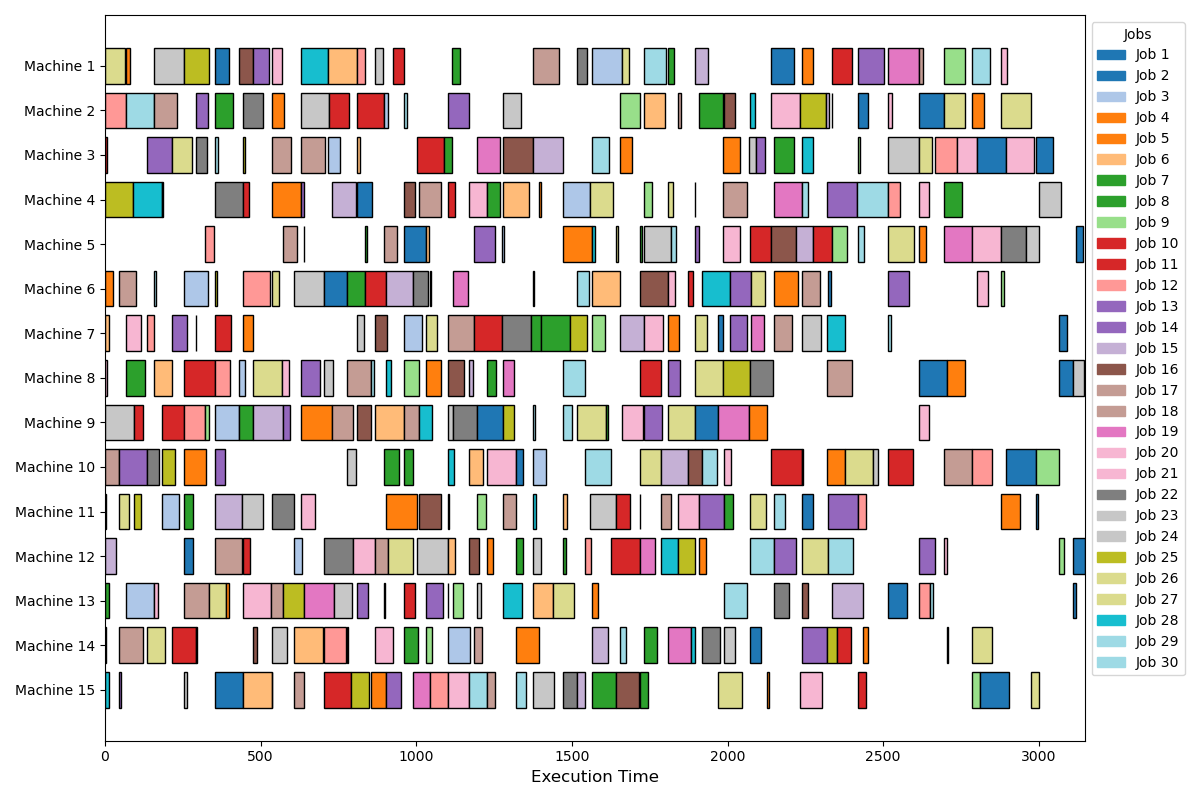 Machine 1
Machine 2
Machine 3
Machine 4
Machine 5
Machine 6
Machine 7
Machine 8
Machine 9
Machine 10
Machine 11
Machine 12
Machine 13
Machine 14
Machine 15
0 500 1000 1500 2000 2500 3000
Execution Time
Jobs
Job 1
Job 2
Job 3
Job 4
Job 5
Job 6
Job 7
Job 8
Job 9
Job 10
Job 11
Job 12
Job 13
Job 14
Job 15
Job 16
Job 17
Job 18
Job 19
Job 20
Job 21
Job 22
Job 23
Job 24
Job 25
Job 26
Job 27
Job 28
Job 29
Job 30